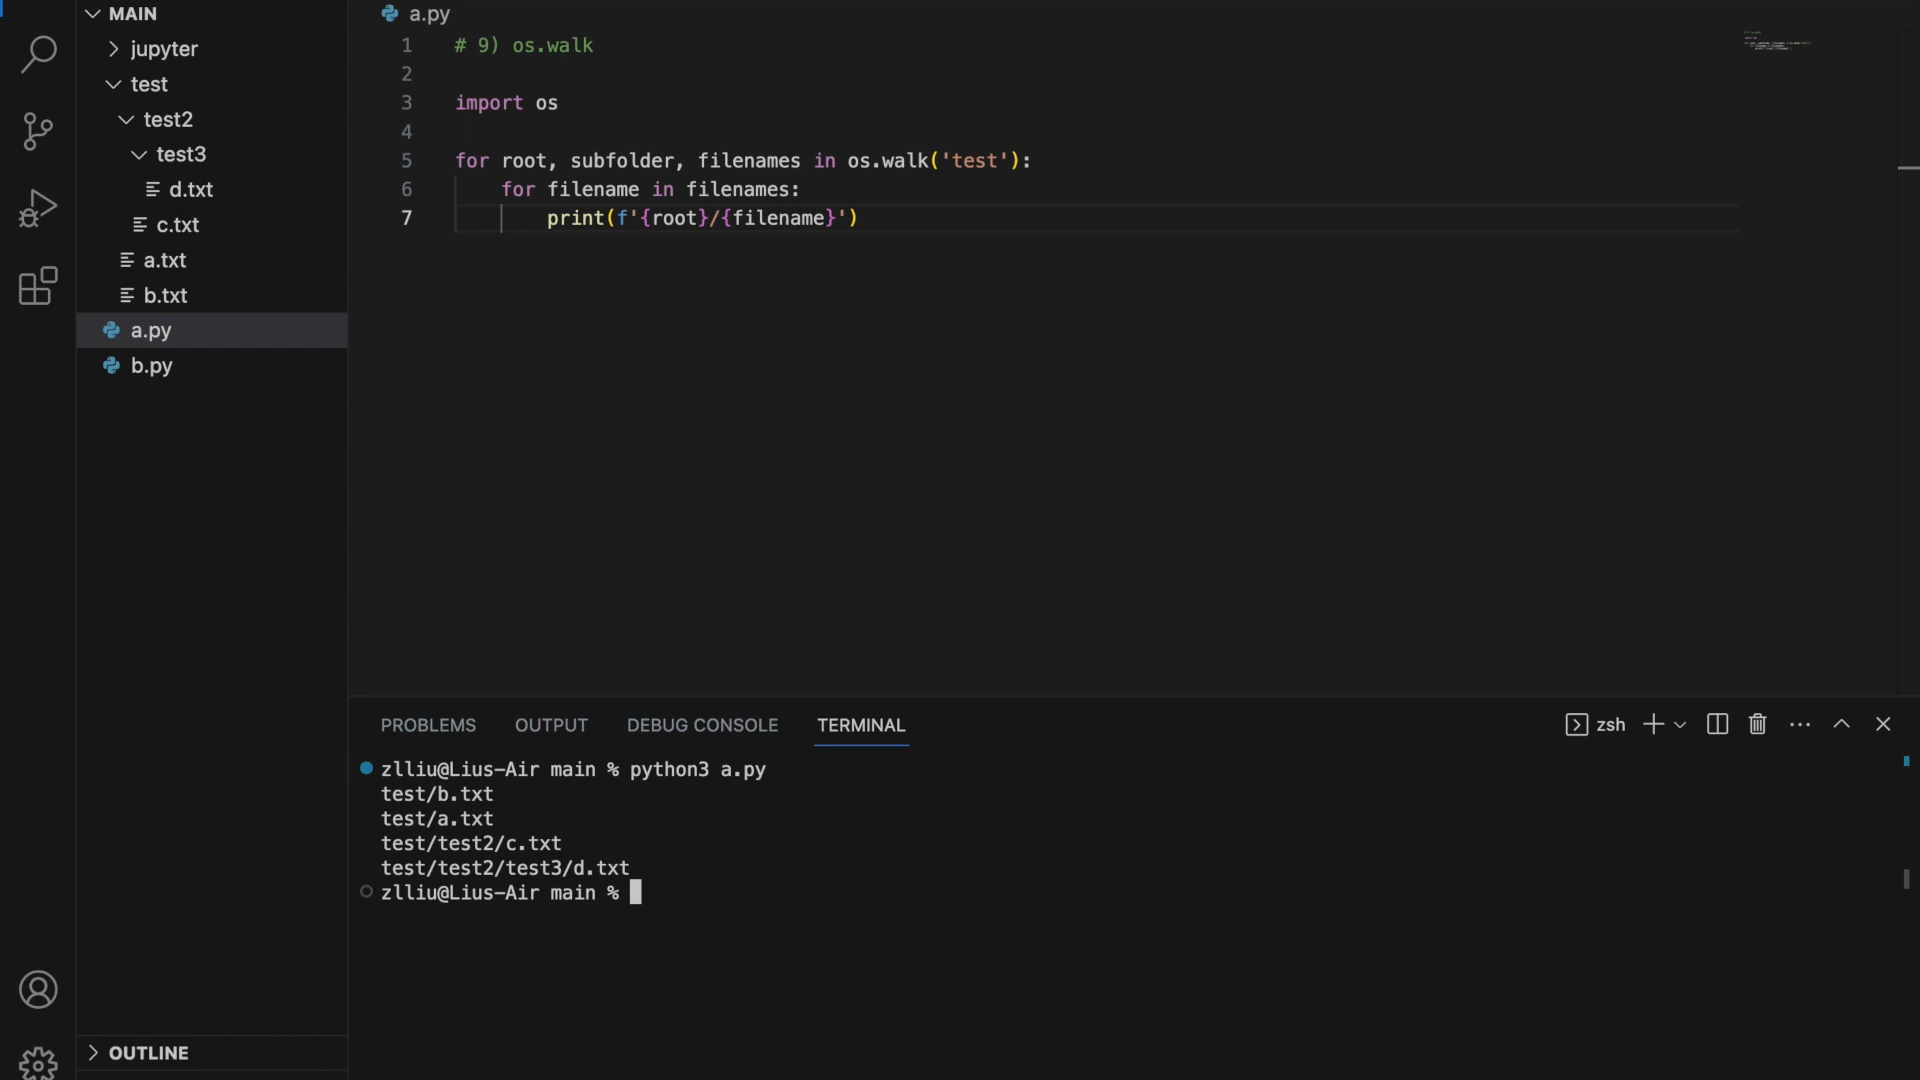 MAIN
jupyter
test
test2
test3
d.txt
c.txt
a.txt
b.txt
a.py
b.py
OUTLINE
a.py
1 # 9) os.walk
2
3 import os
4
5 for root, subfolder, filenames in os.walk('test'):
6 for filename in filenames:
7 print(f'{root}/{filename}')
PROBLEMS OUTPUT DEBUG CONSOLE TERMINAL
zsh
zlliu@Lius-Air main % python3 a.py
test/b.txt
test/a.txt
test/test2/c.txt
test/test2/test3/d.txt
zlliu@Lius-Air main %